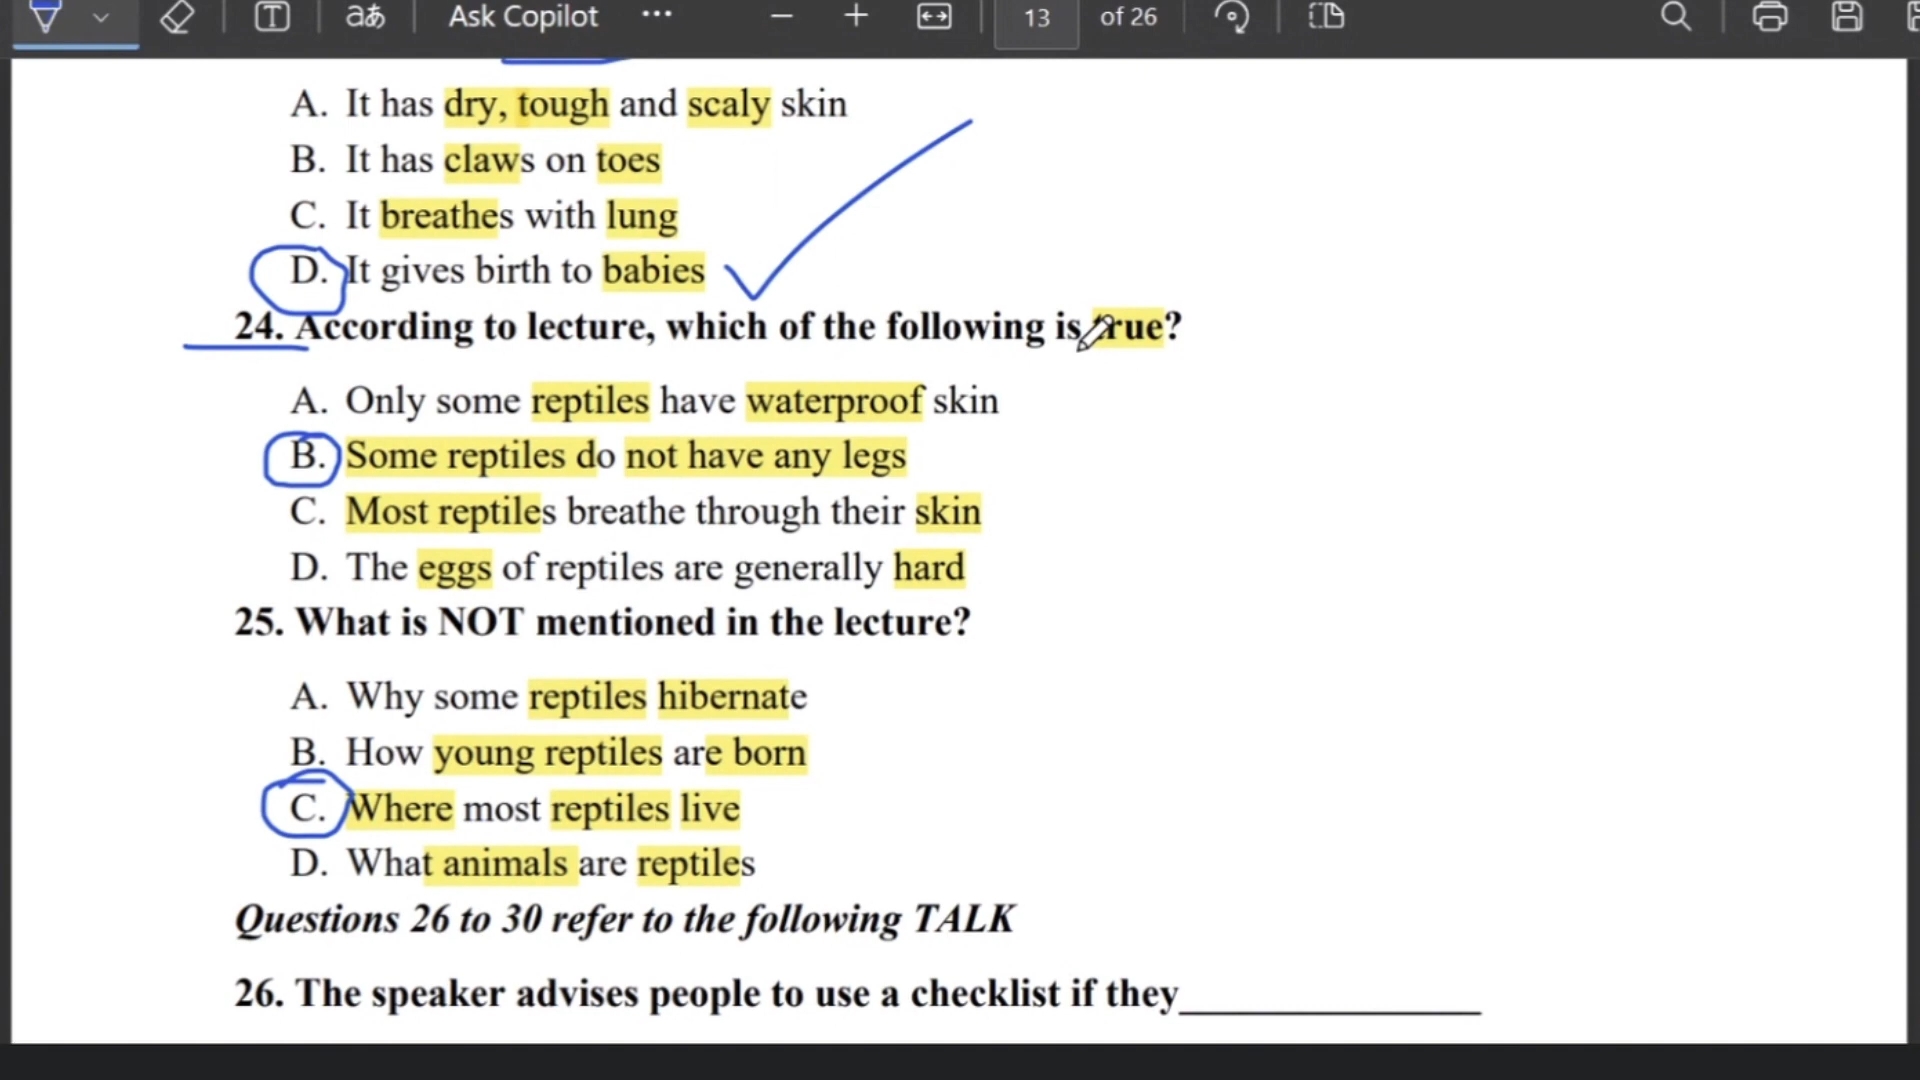 aあ Ask Copilot ... 13 of 26
A. It has dry, tough and scaly skin
B. It has claws on toes
C. It breathes with lung
D. It gives birth to babies
24. According to lecture, which of the following is true?
A. Only some reptiles have waterproof skin
B. Some reptiles do not have any legs
C. Most reptiles breathe through their skin
D. The eggs of reptiles are generally hard
25. What is NOT mentioned in the lecture?
A. Why some reptiles hibernate
B. How young reptiles are born
C. Where most reptiles live
D. What animals are reptiles
Questions 26 to 30 refer to the following TALK
26. The speaker advises people to use a checklist if they_______________